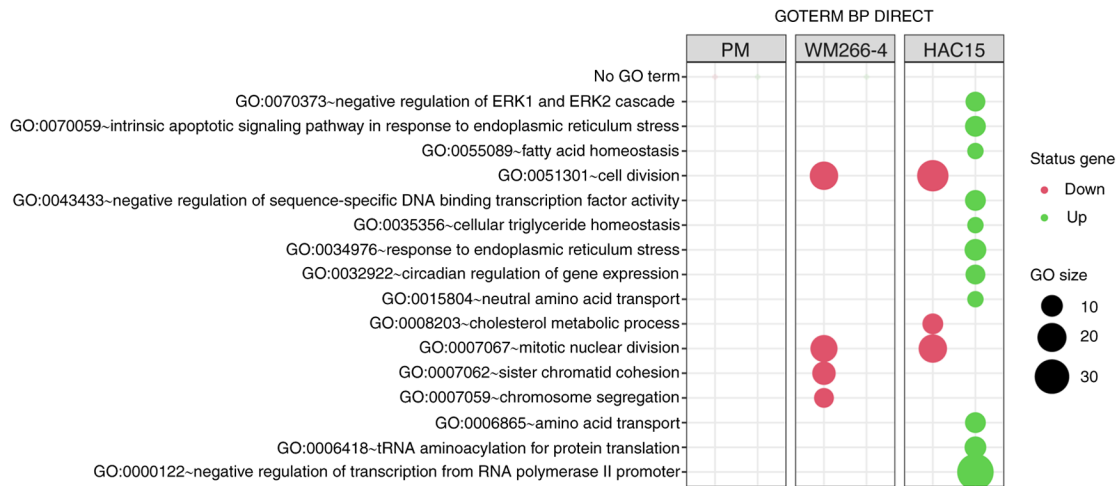 GOTERM BP DIRECT
PM WM266-4 HAC15
No GO term
GO:0070373~negative regulation of ERK1 and ERK2 cascade
GO:0070059~intrinsic apoptotic signaling pathway in response to endoplasmic reticulum stress
GO:0055089~fatty acid homeostasis
GO:0051301~cell division
GO:0043433~negative regulation of sequence-specific DNA binding transcription factor activity
GO:0035356~cellular triglyceride homeostasis
GO:0034976~response to endoplasmic reticulum stress
GO:0032922~circadian regulation of gene expression
GO:0015804~neutral amino acid transport
GO:0008203~cholesterol metabolic process
GO:0007067~mitotic nuclear division
GO:0007062~sister chromatid cohesion
GO:0007059~chromosome segregation
GO:0006865~amino acid transport
GO:0006418~tRNA aminoacylation for protein translation
GO:0000122~negative regulation of transcription from RNA polymerase II promoter
Status gene
Down
Up
GO size
10
20
30